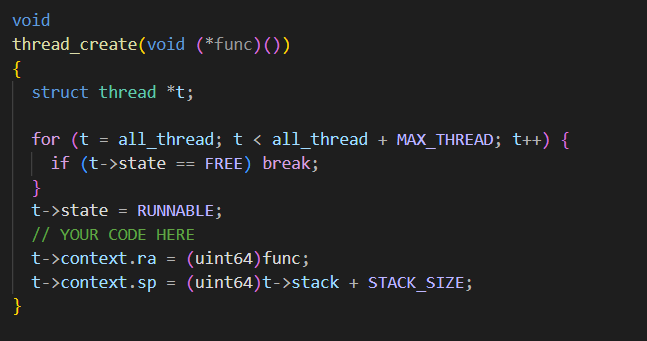 void
thread_create(void (*func)())
{
  struct thread *t;

  for (t = all_thread; t < all_thread + MAX_THREAD; t++) {
    if (t->state == FREE) break;
  }
  t->state = RUNNABLE;
  // YOUR CODE HERE
  t->context.ra = (uint64)func;
  t->context.sp = (uint64)t->stack + STACK_SIZE;
}